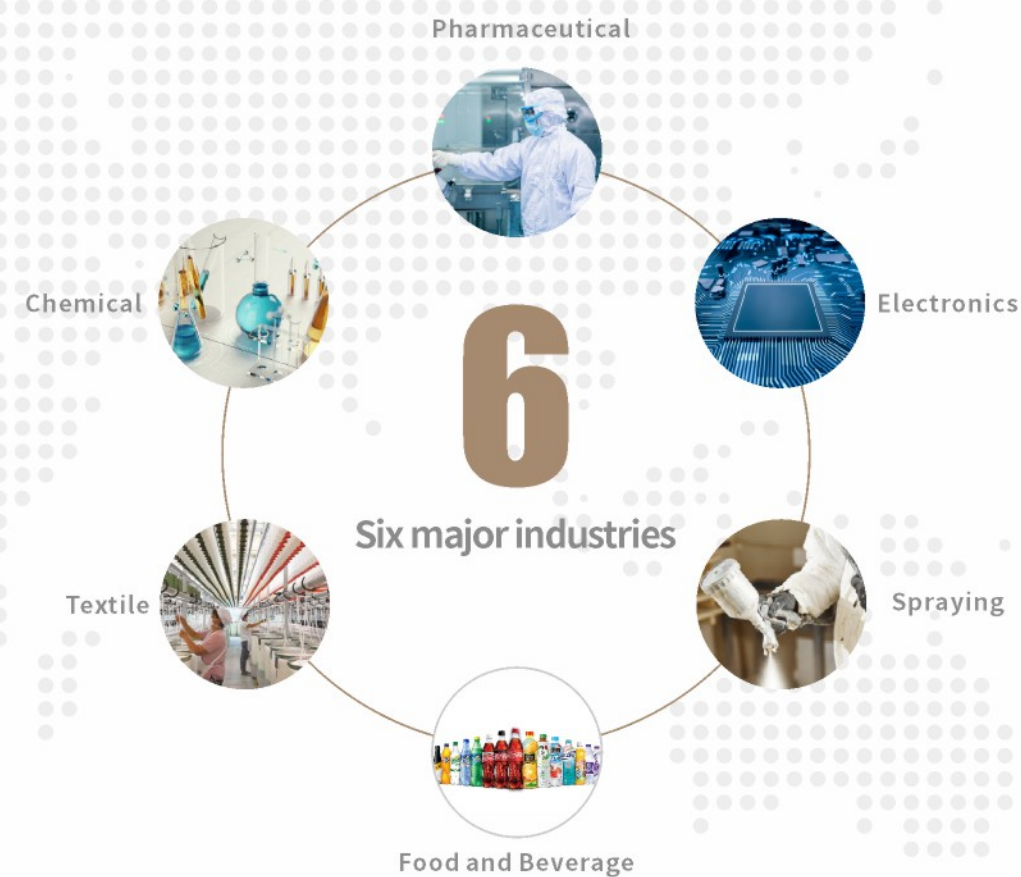 Pharmaceutical
Chemical
Electronics
6
Six major industries
Textile
Spraying
Food and Beverage